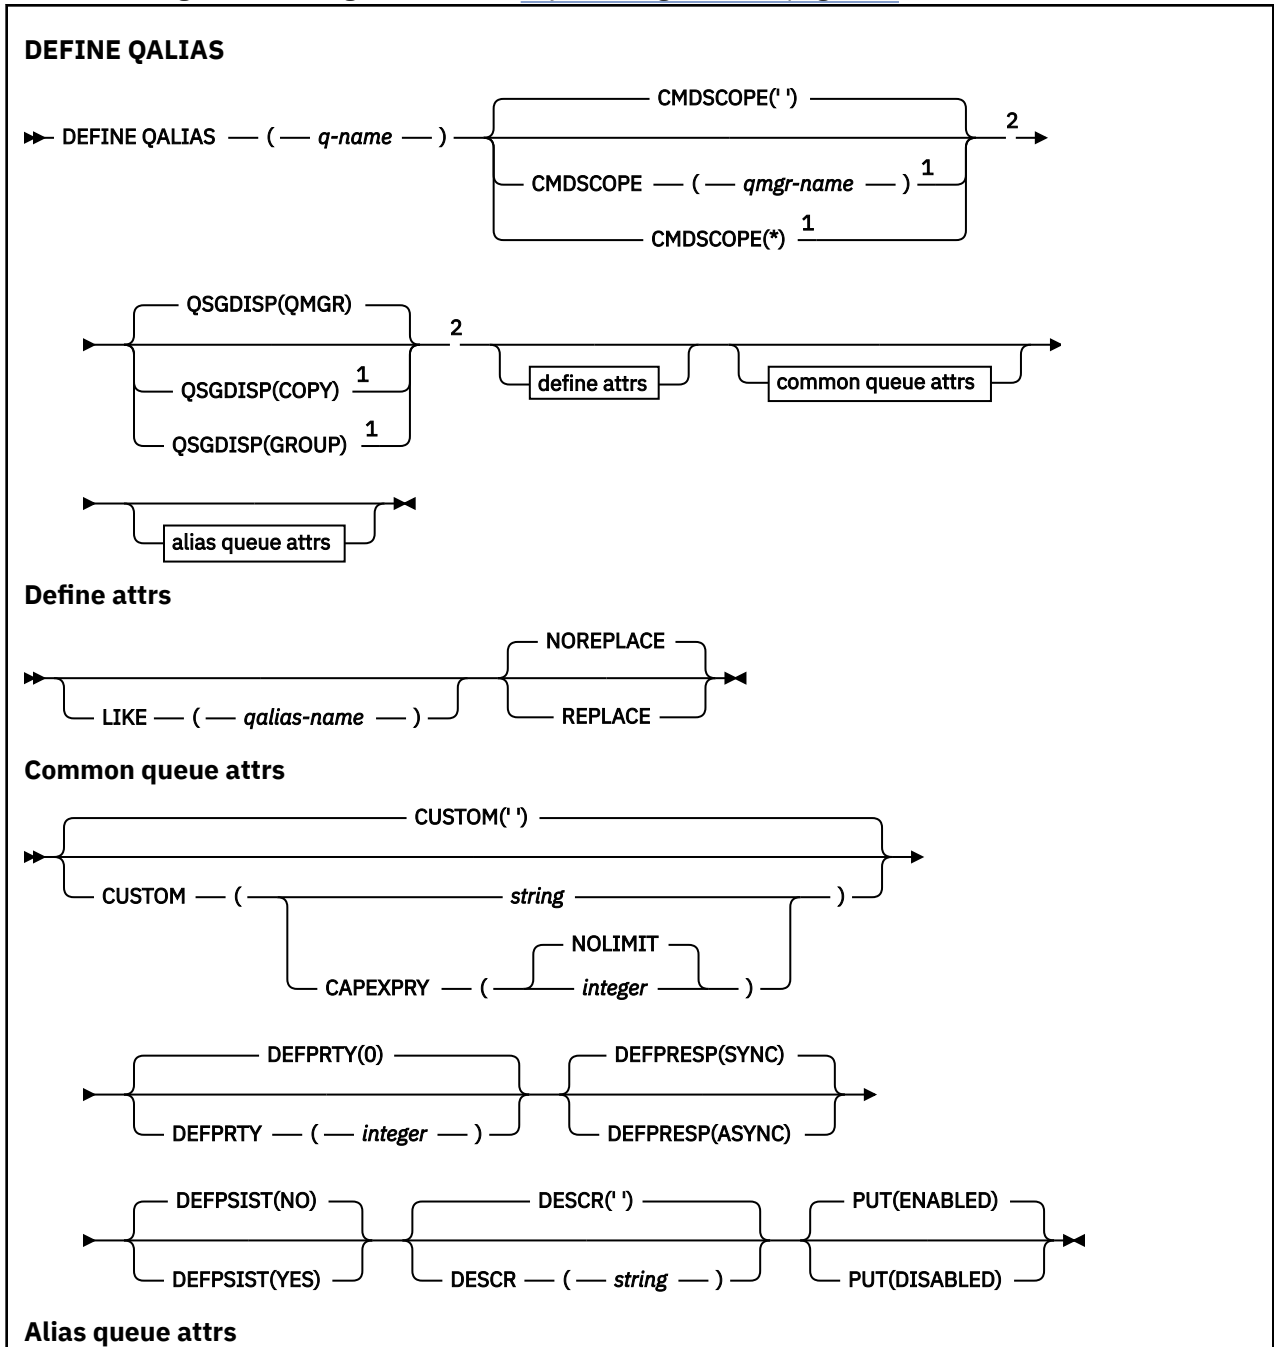 DEFINE QALIAS
CMDSCOPE(' ')
DEFINE QALIAS ( q-name ) 2
CMDSCOPE ( qmgr-name ) 1
CMDSCOPE(*) 1
QSGDISP(QMGR)
2
QSGDISP(COPY) 1 define attrs common queue attrs
QSGDISP(GROUP) 1
alias queue attrs
Define attrs
NOREPLACE
LIKE ( qalias-name ) REPLACE
Common queue attrs
CUSTOM(' ')
CUSTOM ( string )
NOLIMIT
CAPEXPRY ( integer )
DEFPRTY(0) DEFPRESP(SYNC)
DEFPRTY ( integer ) DEFPRESP(ASYNC)
DEFPSIST(NO) DESCR(' ') PUT(ENABLED)
DEFPSIST(YES) DESCR ( string ) PUT(DISABLED)
Alias queue attrs